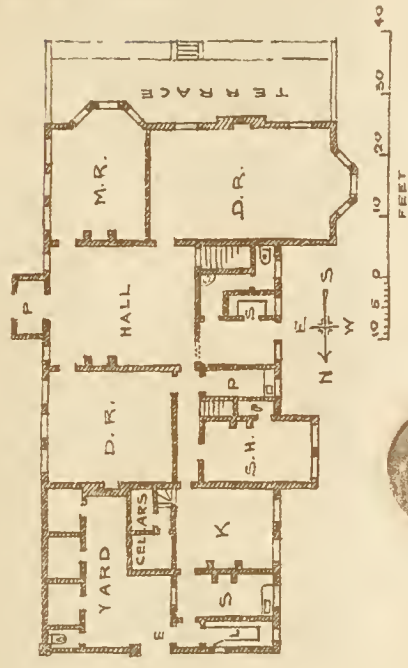 P
M.R.
HALL
D.R.
YARD
CELLARS
E
TERRACE
D.R.
S
P
P
S.H.
K
S
L
E
N S
W
10 5 0 10 20 30 40
FEET